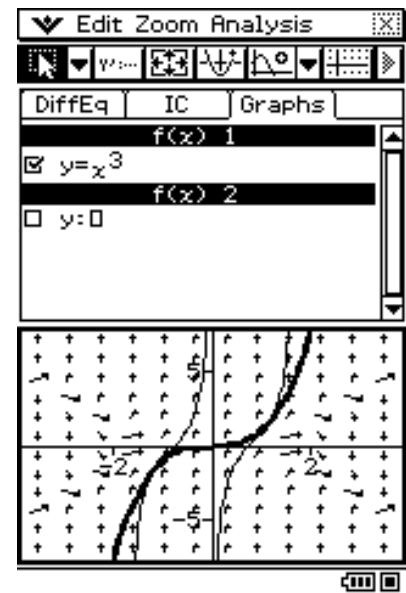 Edit Zoom Analysis
DiffEq IC Graphs
f(x) 1
y=x³
f(x) 2
y:□
5
-2 2
-5